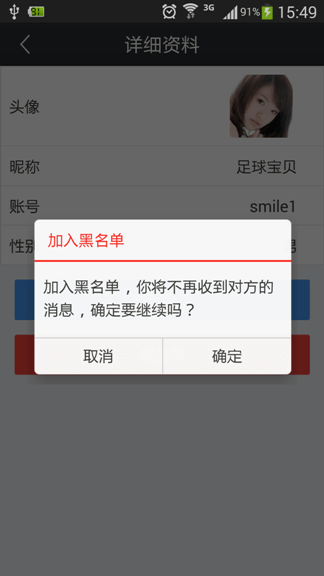 91
3G
91%
15:49
详细资料
头像
昵称
足球宝贝
账号
smile1
性别
男
加入黑名单
加入黑名单，你将不再收到对方的
消息，确定要继续吗？
取消
确定